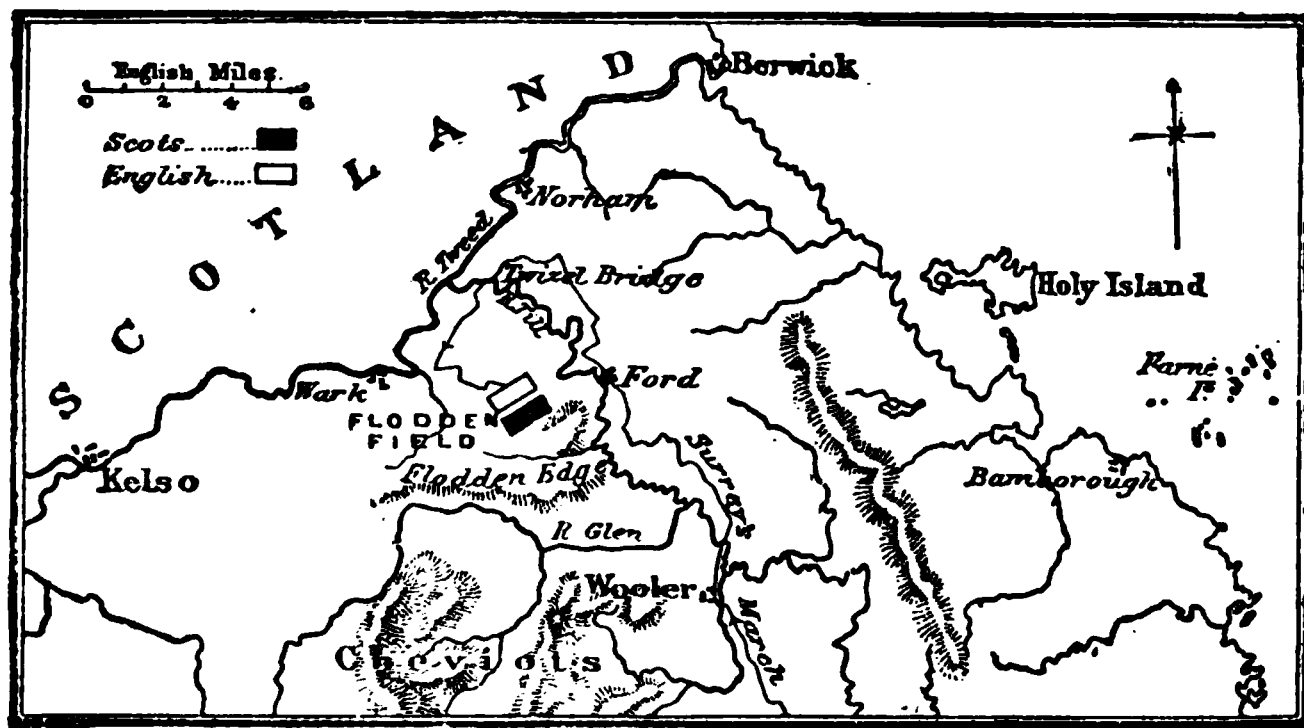 English Miles.
0 2 4 6
Scots
English
SCOTLAND
Berwick
Norham
R. Tweed
Twizel Bridge
R. Till
Holy Island
Farne
Iˢ.
Wark
Ford
FLODDEN
FIELD
Kelso
Flodden Edge
Surrey's March
Bamborough
R Glen
Wooler
Cheviots